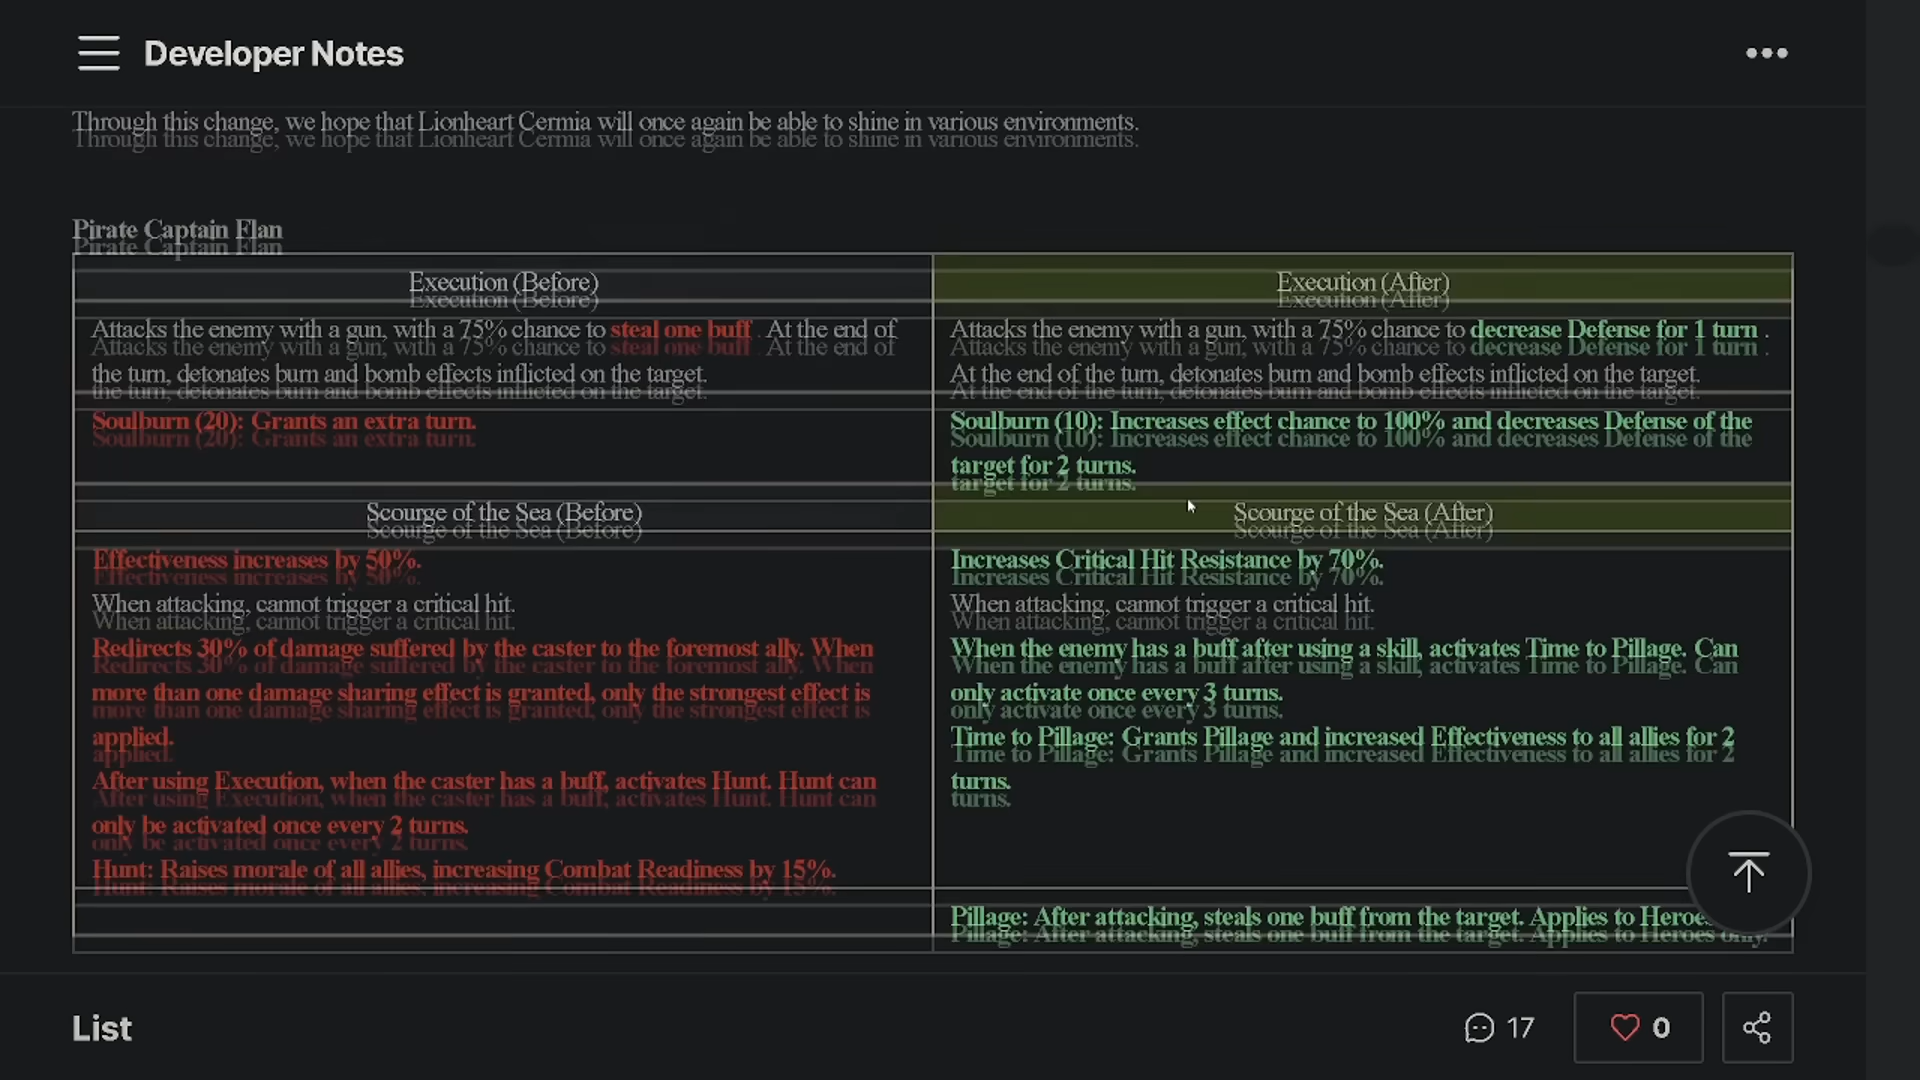 Developer Notes
Through this change, we hope that Lionheart Cermia will once again be able to shine in various environments.
Pirate Captain Flan
Execution (Before)
Execution (After)
Attacks the enemy with a gun, with a 75% chance to steal one buff . At the end of
the turn, detonates burn and bomb effects inflicted on the target.
Soulburn (20): Grants an extra turn.
Attacks the enemy with a gun, with a 75% chance to decrease Defense for 1 turn .
At the end of the turn, detonates burn and bomb effects inflicted on the target.
Soulburn (10): Increases effect chance to 100% and decreases Defense of the
target for 2 turns.
Scourge of the Sea (Before)
Scourge of the Sea (After)
Effectiveness increases by 50%.
When attacking, cannot trigger a critical hit.
Redirects 30% of damage suffered by the caster to the foremost ally. When
more than one damage sharing effect is granted, only the strongest effect is
applied.
After using Execution, when the caster has a buff, activates Hunt. Hunt can
only be activated once every 2 turns.
Hunt: Raises morale of all allies, increasing Combat Readiness by 15%.
Increases Critical Hit Resistance by 70%.
When attacking, cannot trigger a critical hit.
When the enemy has a buff after using a skill, activates Time to Pillage. Can
only activate once every 3 turns.
Time to Pillage: Grants Pillage and increased Effectiveness to all allies for 2
turns.
Pillage: After attacking, steals one buff from the target. Applies to Heroes only.
List
17
0